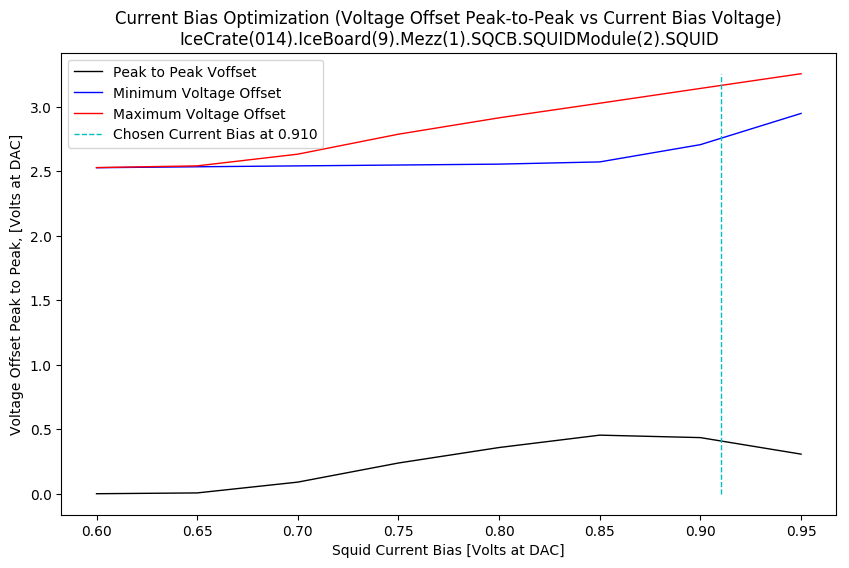 Current Bias Optimization (Voltage Offset Peak-to-Peak vs Current Bias Voltage)
IceCrate(014).IceBoard(9).Mezz(1).SQCB.SQUIDModule(2).SQUID
Peak to Peak Voffset
Minimum Voltage Offset
Maximum Voltage Offset
Chosen Current Bias at 0.910
Voltage Offset Peak to Peak, [Volts at DAC]
3.0
2.5
2.0
1.5
1.0
0.5
0.0
0.60 0.65 0.70 0.75 0.80 0.85 0.90 0.95
Squid Current Bias [Volts at DAC]